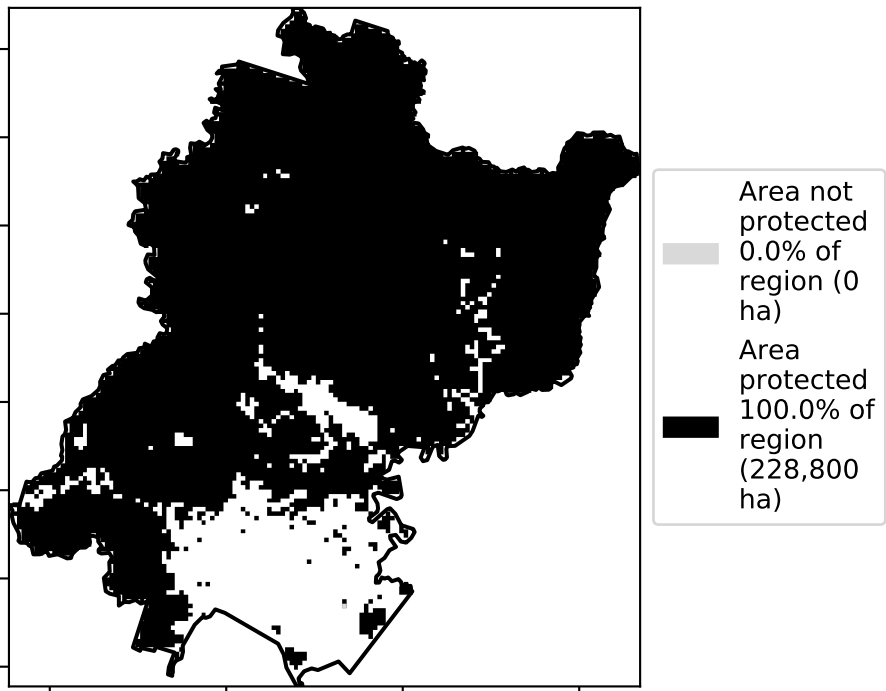 Area not
protected
0.0% of
region (0
ha)
Area
protected
100.0% of
region
(228,800
ha)